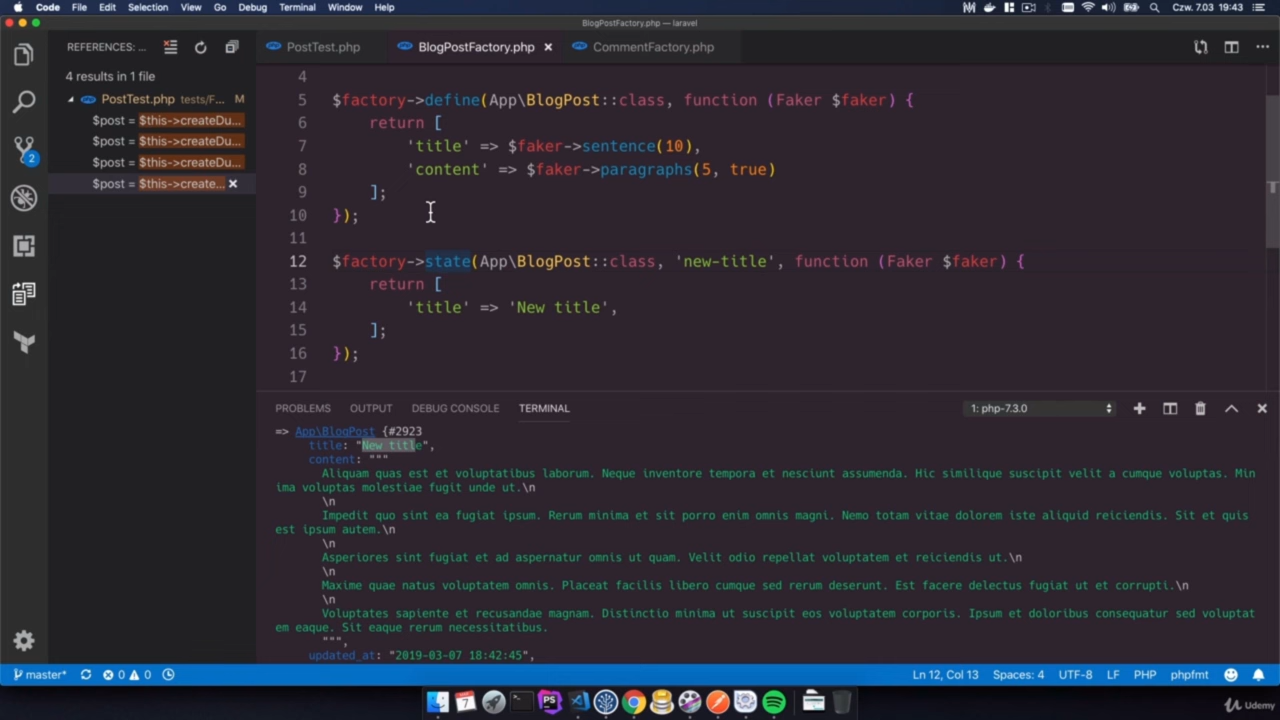 Code File Edit Selection View Go Debug Terminal Window Help Czw. 7.03 19:43
BlogPostFactory.php — laravel
REFERENCES: ...
PostTest.php BlogPostFactory.php × CommentFactory.php
4 results in 1 file
PostTest.php tests/F... M
$post = $this->createDu...
$post = $this->createDu...
$post = $this->createDu...
$post = $this->create... ×
2
4
5 $factory->define(App\BlogPost::class, function (Faker $faker) {
6 return [
7 'title' => $faker->sentence(10),
8 'content' => $faker->paragraphs(5, true)
9 ];
10 });
11
12 $factory->state(App\BlogPost::class, 'new-title', function (Faker $faker) {
13 return [
14 'title' => 'New title',
15 ];
16 });
17
PROBLEMS OUTPUT DEBUG CONSOLE TERMINAL 1: php-7.3.0
=> App\BlogPost {#2923
title: "New title",
content: """
Aliquam quas est et voluptatibus laborum. Neque inventore tempora et nesciunt assumenda. Hic similique suscipit velit a cumque voluptas. Min
ima voluptas molestiae fugit unde ut.\n
\n
Impedit quo sint ea fugiat ipsum. Rerum minima et sit porro enim omnis magni. Nemo totam vitae dolorem iste aliquid reiciendis. Sit et quis
est ipsum autem.\n
\n
Asperiores sint fugiat et ad aspernatur omnis ut quam. Velit odio repellat voluptatem et reiciendis ut.\n
\n
Maxime quae natus voluptatem omnis. Placeat facilis libero cumque sed rerum deserunt. Est facere delectus fugiat ut et corrupti.\n
\n
Voluptates sapiente et recusandae magnam. Distinctio minima ut suscipit eos voluptatem corporis. Ipsum et doloribus consequatur sed voluptat
em eaque. Sit eaque rerum necessitatibus.
""",
updated_at: "2019-03-07 18:42:45",
master* 0 0 Ln 12, Col 13 Spaces: 4 UTF-8 LF PHP phpfmt
Udemy